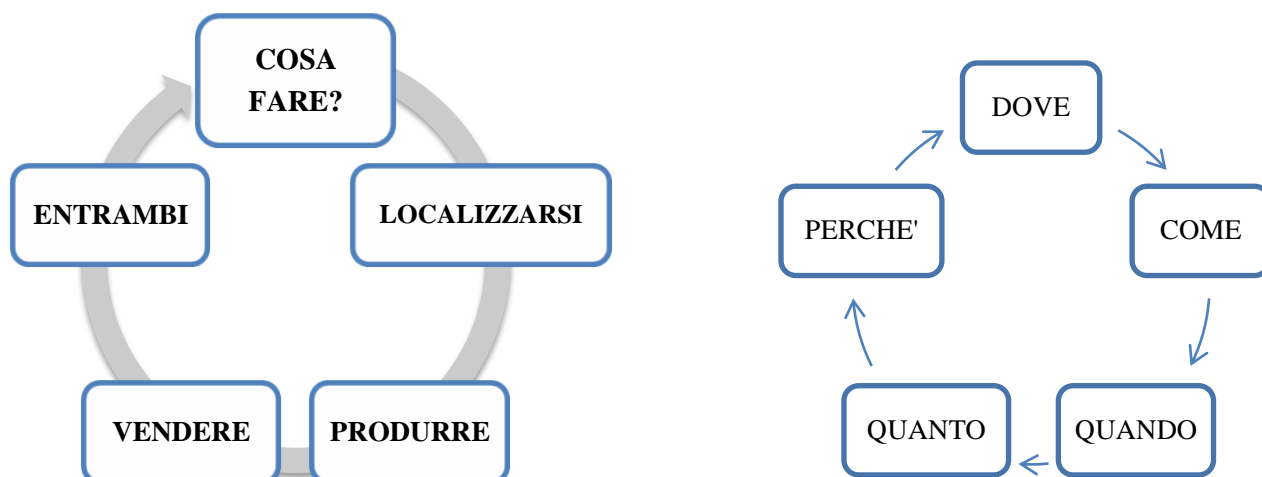 COSA
FARE?
LOCALIZZARSI
PRODURRE
VENDERE
ENTRAMBI
DOVE
COME
QUANDO
QUANTO
PERCHE'